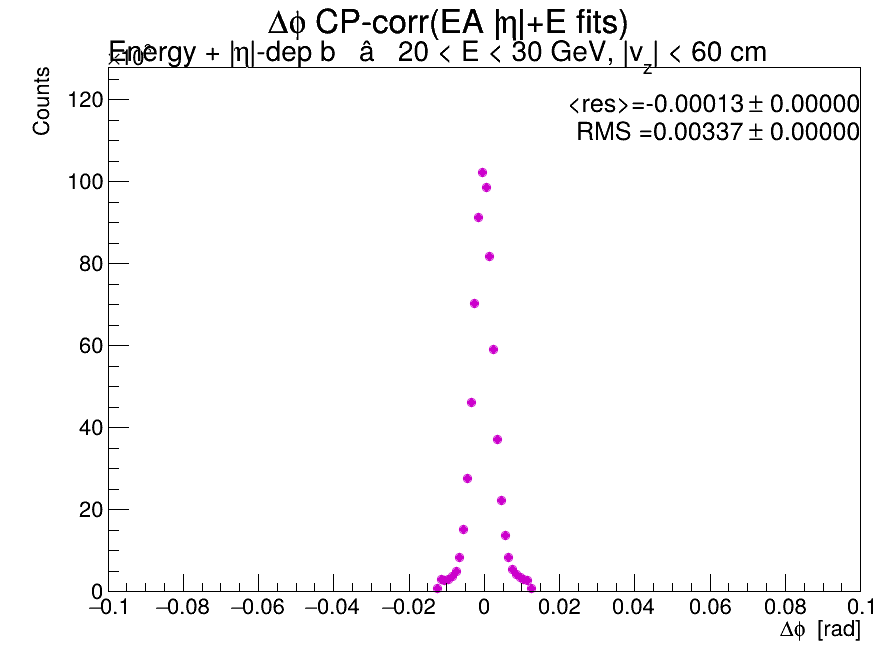 Δϕ CP-corr(EA |η|+E fits)
Energy + |η|-dep b â 20 < E < 30 GeV, |v_z| < 60 cm
Counts
<res>=-0.00013 ± 0.00000
RMS =0.00337 ± 0.00000
120
100
80
60
40
20
0
−0.1 −0.08 −0.06 −0.04 −0.02 0 0.02 0.04 0.06 0.08 0.1
Δϕ [rad]